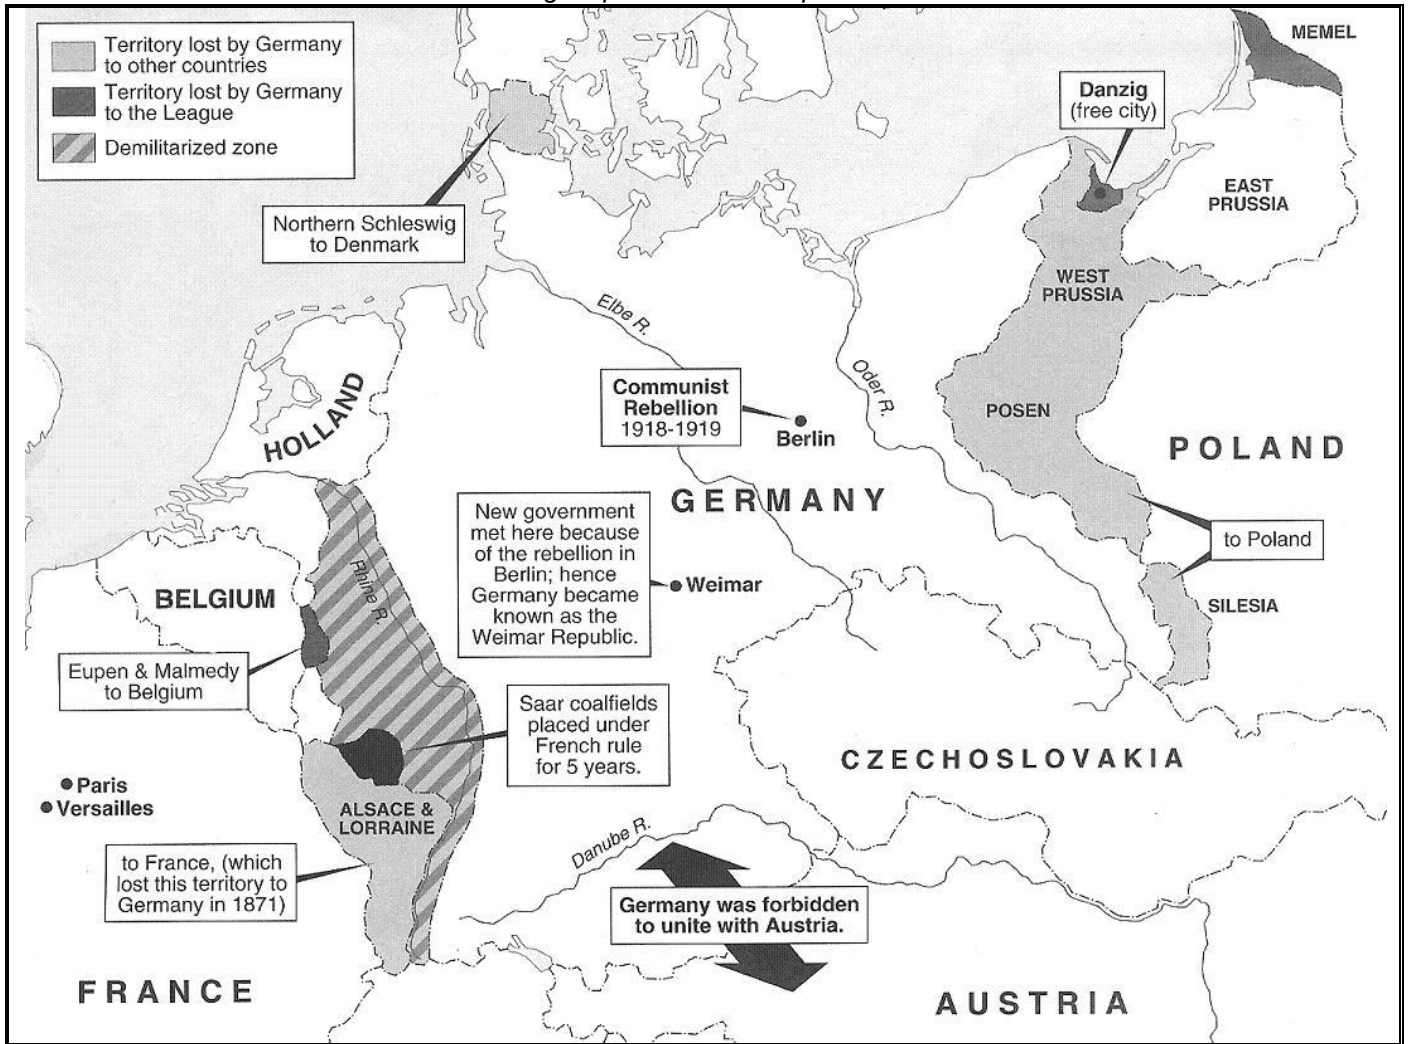 Territory lost by Germany
to other countries
Territory lost by Germany
to the League
Demilitarized zone
MEMEL
Danzig
(free city)
EAST
PRUSSIA
Northern Schleswig
to Denmark
WEST
PRUSSIA
Elbe R.
Oder R.
HOLLAND
Communist
Rebellion
1918-1919
Berlin
POSEN
POLAND
GERMANY
New government
met here because
of the rebellion in
Berlin; hence
Germany became
known as the
Weimar Republic.
to Poland
Rhine R.
Weimar
BELGIUM
SILESIA
Eupen & Malmedy
to Belgium
Saar coalfields
placed under
French rule
for 5 years.
CZECHOSLOVAKIA
Paris
Versailles
ALSACE &
LORRAINE
Danube R.
to France, (which
lost this territory to
Germany in 1871)
Germany was forbidden
to unite with Austria.
FRANCE
AUSTRIA